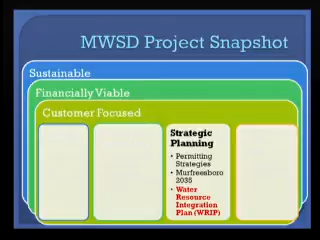 MWSD Project Snapshot
Sustainable
Financially Viable
Customer Focused
Strategic
Planning
• Permitting
Strategies
• Murfreesboro
2035
• Water
Resource
Integration
Plan (WRIP)